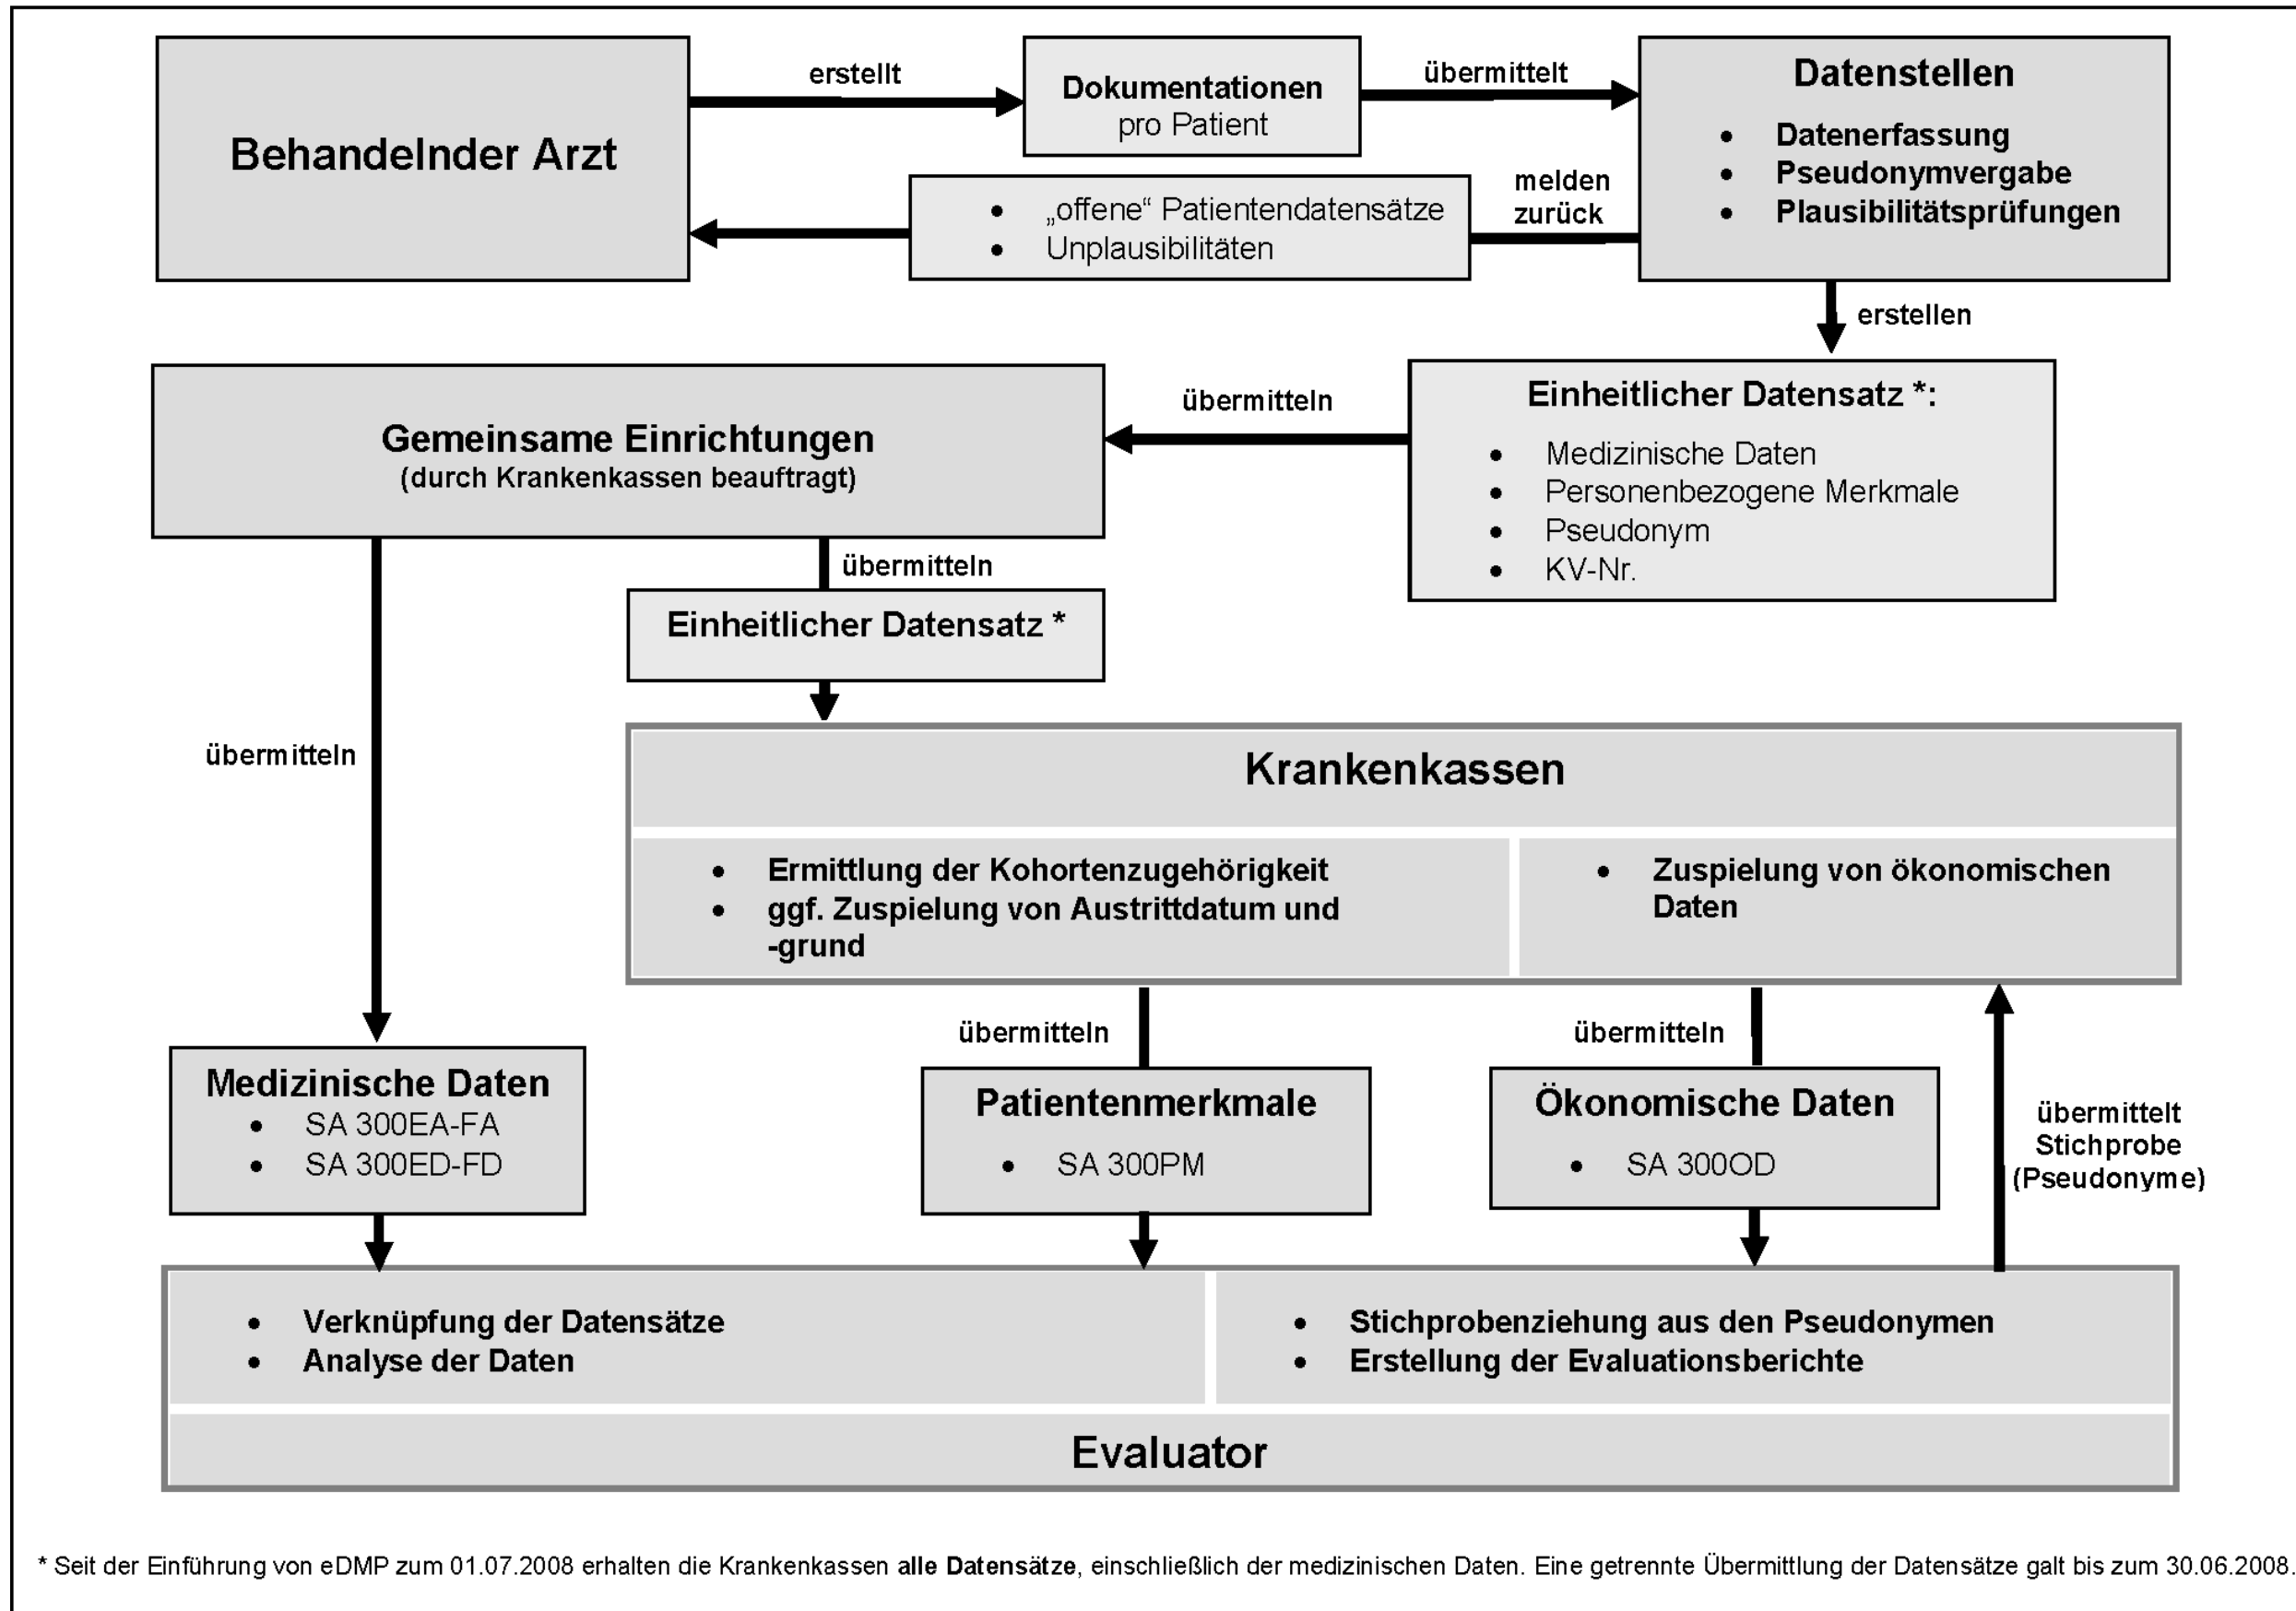 Behandelnder Arzt
erstellt
Dokumentationen
pro Patient
übermittelt
Datenstellen
• Datenerfassung
• Pseudonymvergabe
• Plausibilitätsprüfungen
melden
zurück
• „offene“ Patientendatensätze
• Unplausibilitäten
erstellen
Einheitlicher Datensatz *:
• Medizinische Daten
• Personenbezogene Merkmale
• Pseudonym
• KV-Nr.
übermitteln
Gemeinsame Einrichtungen
(durch Krankenkassen beauftragt)
übermitteln
Einheitlicher Datensatz *
übermitteln
Krankenkassen
• Ermittlung der Kohortenzugehörigkeit
• ggf. Zuspielung von Austrittdatum und
-grund
• Zuspielung von ökonomischen
Daten
übermitteln
übermitteln
Medizinische Daten
• SA 300EA-FA
• SA 300ED-FD
Patientenmerkmale
• SA 300PM
Ökonomische Daten
• SA 300OD
übermittelt
Stichprobe
(Pseudonyme)
• Verknüpfung der Datensätze
• Analyse der Daten
• Stichprobenziehung aus den Pseudonymen
• Erstellung der Evaluationsberichte
Evaluator
* Seit der Einführung von eDMP zum 01.07.2008 erhalten die Krankenkassen alle Datensätze, einschließlich der medizinischen Daten. Eine getrennte Übermittlung der Datensätze galt bis zum 30.06.2008.